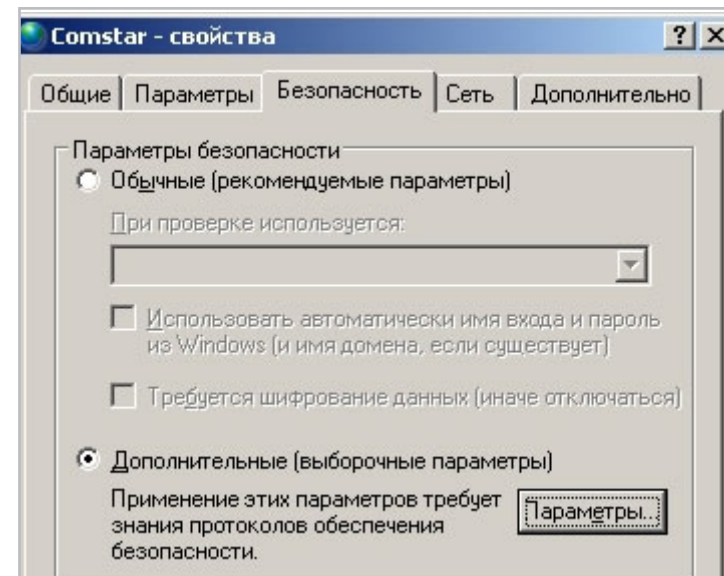 Comstar - свойства
Общие Параметры Безопасность Сеть Дополнительно
Параметры безопасности
Обычные (рекомендуемые параметры)
При проверке используется:
Использовать автоматически имя входа и пароль
из Windows (и имя домена, если существует)
Требуется шифрование данных (иначе отключаться)
Дополнительные (выборочные параметры)
Применение этих параметров требует
знания протоколов обеспечения
безопасности.
Параметры...